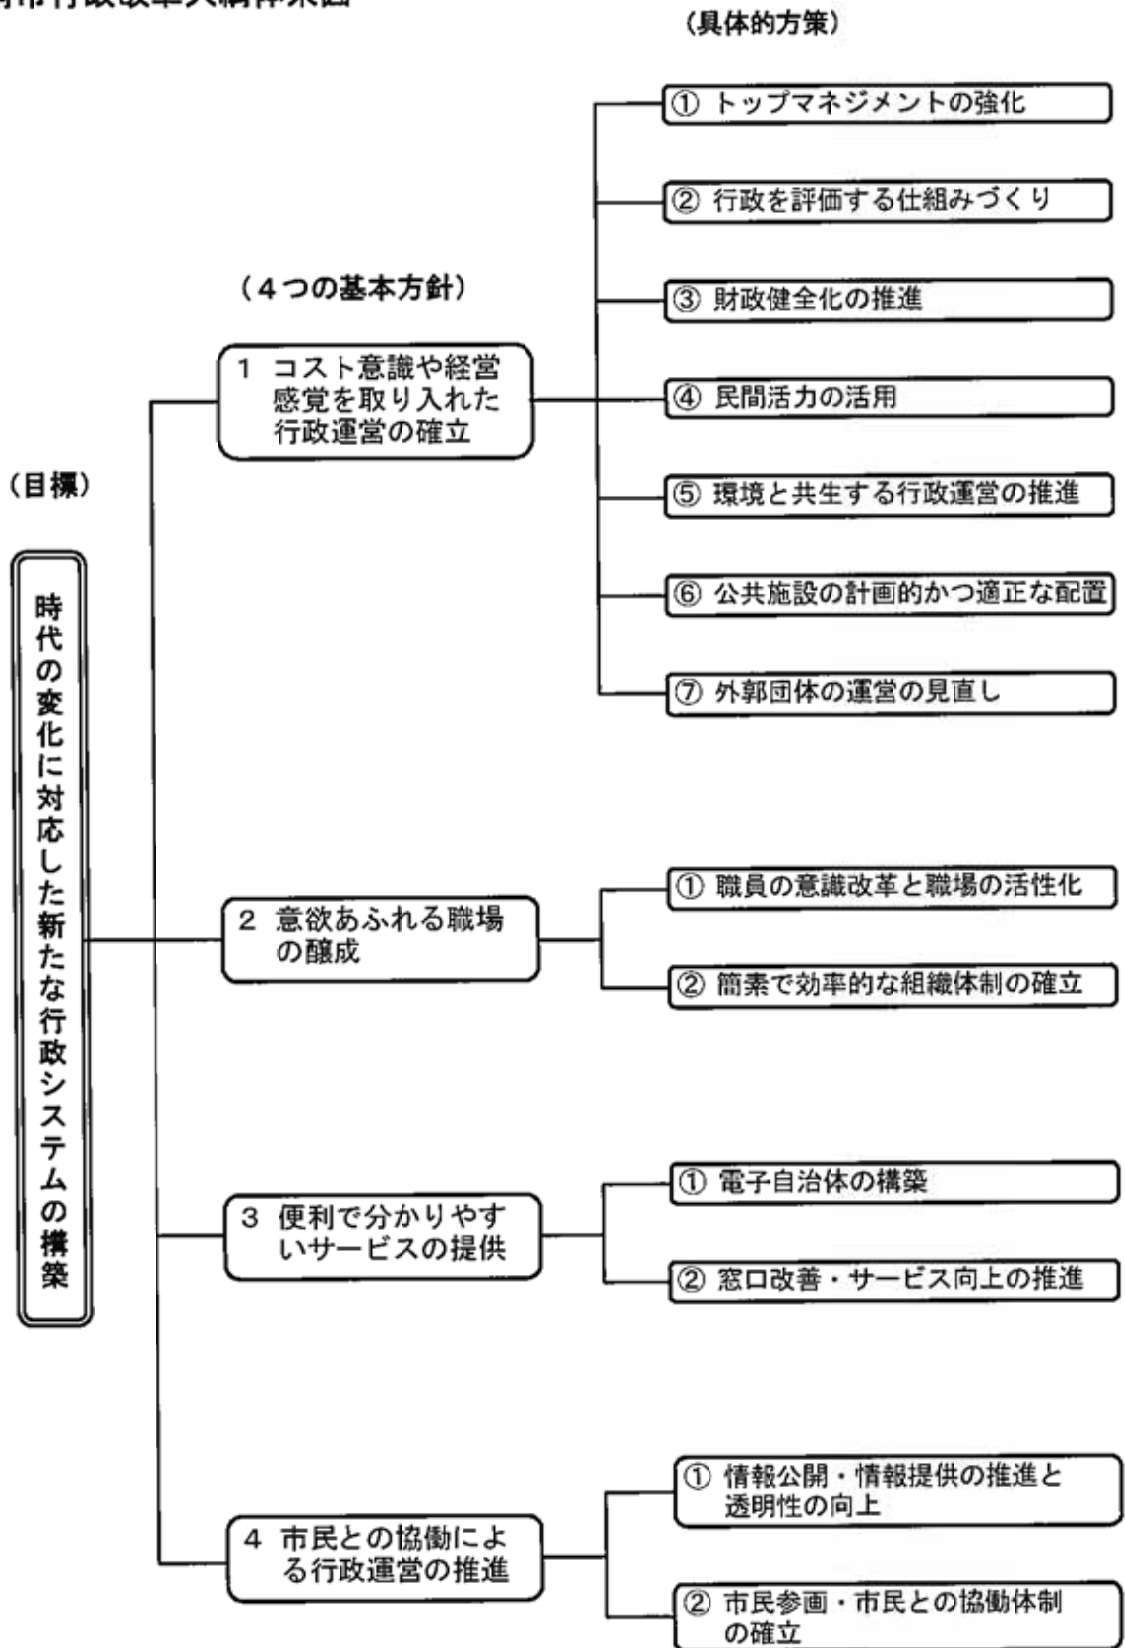 市行政改革大綱体系図
(具体的方策)
① トップマネジメントの強化
② 行政を評価する仕組みづくり
(4つの基本方針)
③ 財政健全化の推進
1 コスト意識や経営
感覚を取り入れた
行政運営の確立
④ 民間活力の活用
(目標)
⑤ 環境と共生する行政運営の推進
⑥ 公共施設の計画的かつ適正な配置
⑦ 外郭団体の運営の見直し
時代の変化に対応した新たな行政システムの構築
2 意欲あふれる職場
の醸成
① 職員の意識改革と職場の活性化
② 簡素で効率的な組織体制の確立
3 便利で分かりやす
いサービスの提供
① 電子自治体の構築
② 窓口改善・サービス向上の推進
4 市民との協働によ
る行政運営の推進
① 情報公開・情報提供の推進と
透明性の向上
② 市民参画・市民との協働体制
の確立